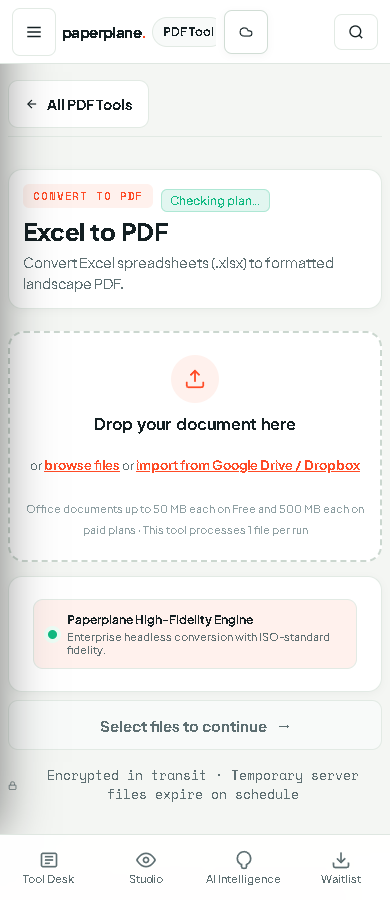 paperplane.
PDF Tool
All PDF Tools
CONVERT TO PDF
Checking plan...
Excel to PDF
Convert Excel spreadsheets (.xlsx) to formatted
landscape PDF.
Drop your document here
or browse files or import from Google Drive / Dropbox
Office documents up to 50 MB each on Free and 500 MB each on
paid plans · This tool processes 1 file per run
Paperplane High-Fidelity Engine
Enterprise headless conversion with ISO-standard
fidelity.
Select files to continue →
Encrypted in transit · Temporary server
files expire on schedule
Tool Desk
Studio
AI Intelligence
Waitlist